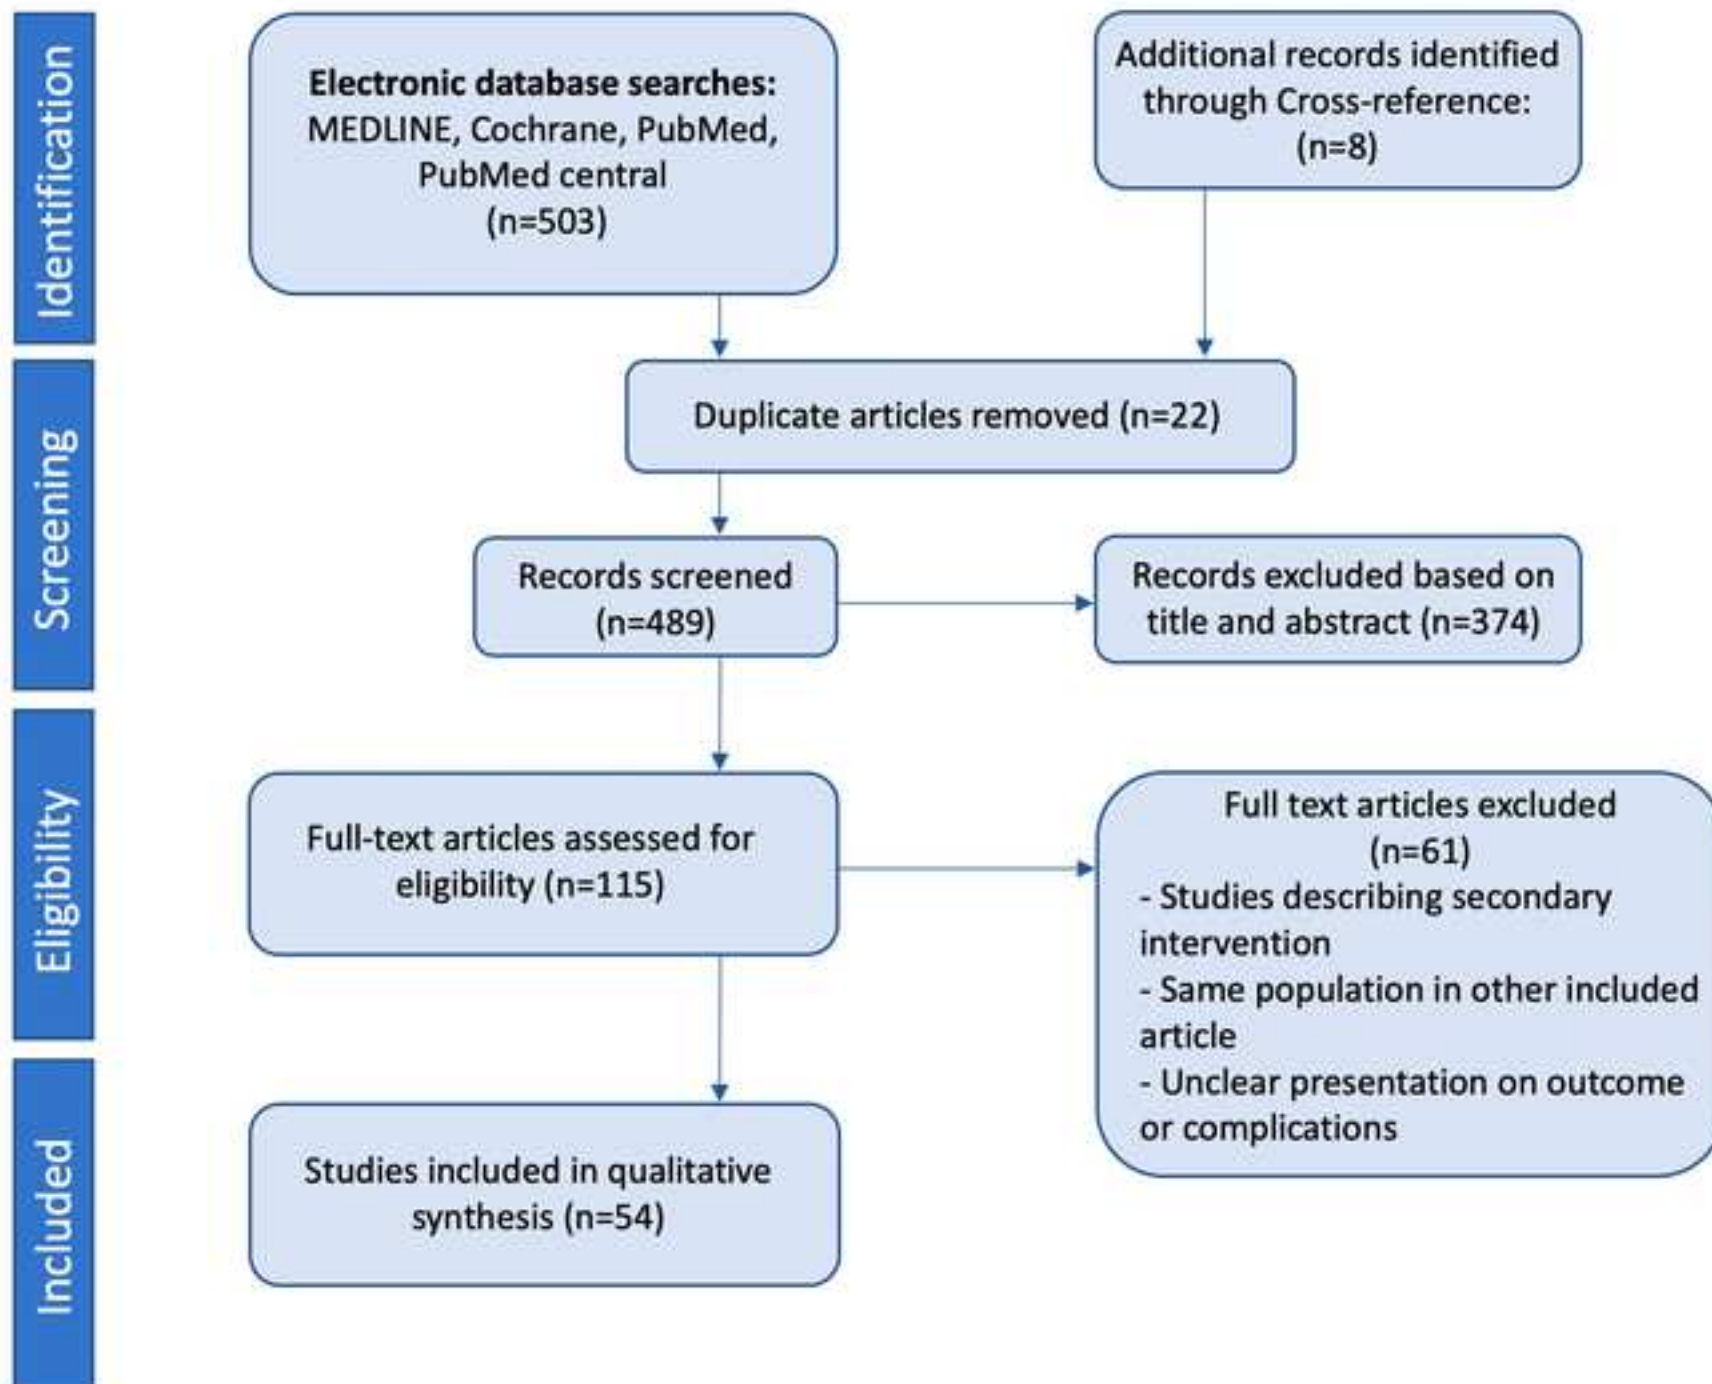 Identification
Electronic database searches:
MEDLINE, Cochrane, PubMed,
PubMed central
(n=503)
Additional records identified
through Cross-reference:
(n=8)
Screening
Duplicate articles removed (n=22)
Records screened
(n=489)
Records excluded based on
title and abstract (n=374)
Eligibility
Full-text articles assessed for
eligibility (n=115)
Full text articles excluded
(n=61)
- Studies describing secondary
intervention
- Same population in other included
article
- Unclear presentation on outcome
or complications
Included
Studies included in qualitative
synthesis (n=54)